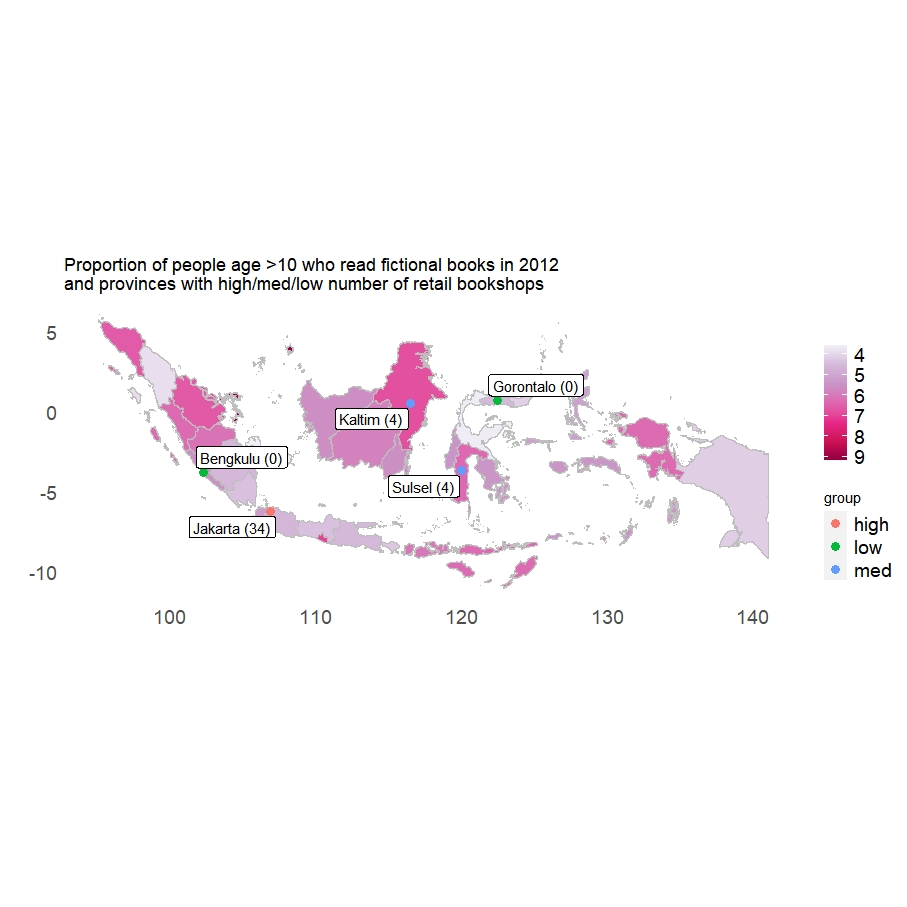 Proportion of people age >10 who read fictional books in 2012
and provinces with high/med/low number of retail bookshops
5
0
-5
-10
100
110
120
130
140
Gorontalo (0)
Kaltim (4)
Bengkulu (0)
Sulsel (4)
Jakarta (34)
4
5
6
7
8
9
group
high
low
med